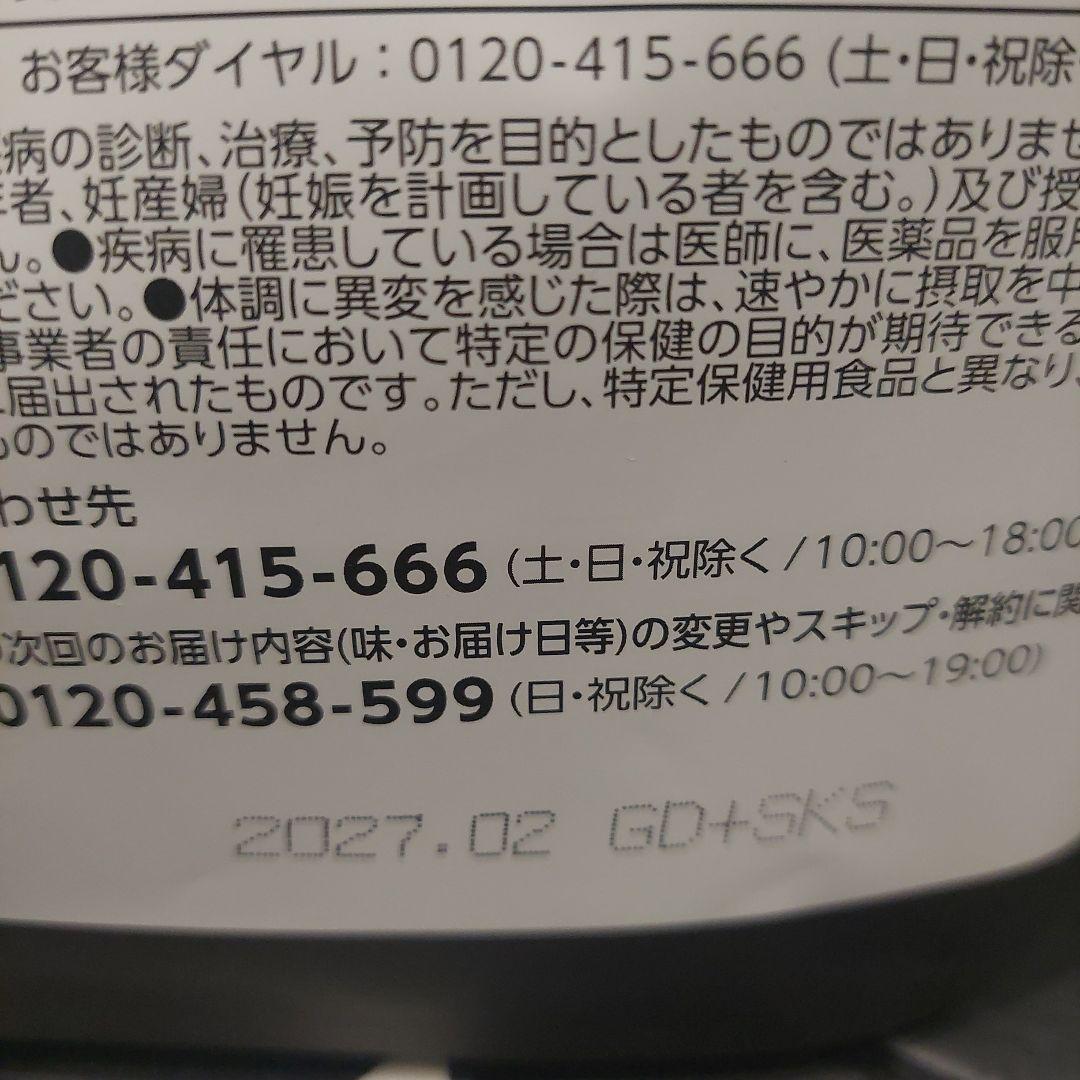 お客様ダイヤル：0120-415-666 (土・日・祝除
病の診断、治療、予防を目的としたものではありませ
者、妊産婦(妊娠を計画している者を含む。)及び授
ん。●疾病に罹患している場合は医師に、医薬品を服用
ださい。●体調に異変を感じた際は、速やかに摂取を中
事業者の責任において特定の保健の目的が期待できる
届出されたものです。ただし、特定保健用食品と異なり、
ものではありません。
わせ先
120-415-666 (土・日・祝除く/10:00～18:00
次回のお届け内容(味・お届け日等)の変更やスキップ・解約に関
0120-458-599 (日・祝除く/10:00～19:00)
2027.02 GD+SKS